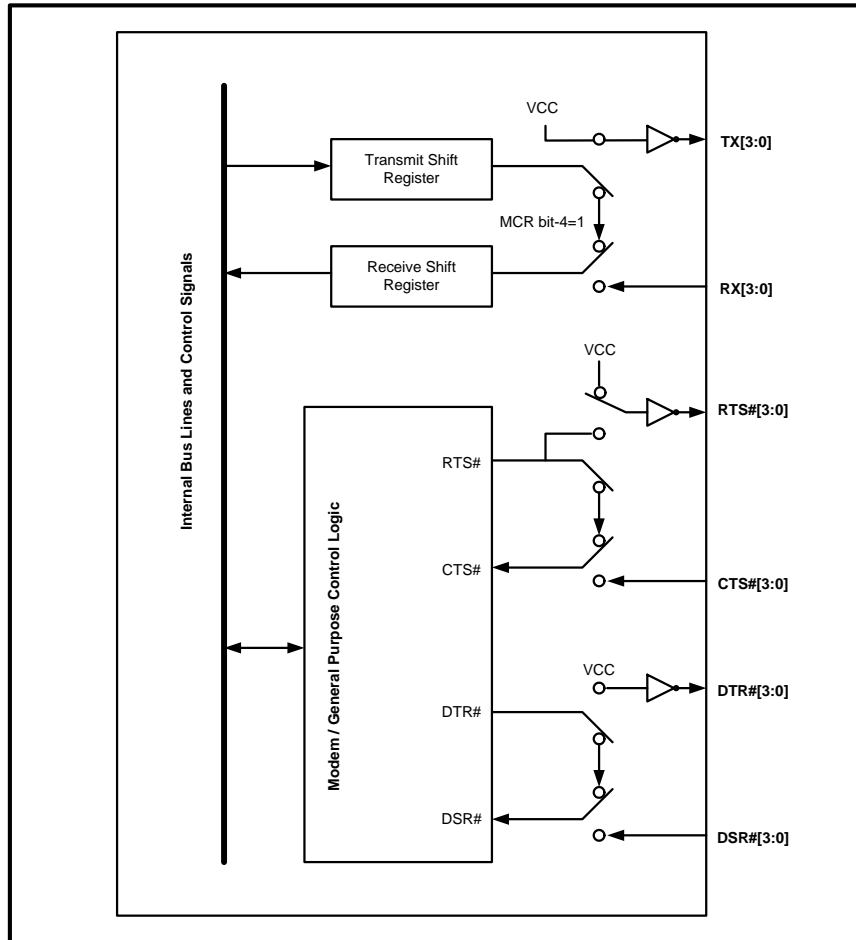 VCC
TX[3:0]
Transmit Shift
Register
MCR bit-4=1
Receive Shift
Register
RX[3:0]
Internal Bus Lines and Control Signals
VCC
RTS#[3:0]
Modem / General Purpose Control Logic
RTS#
CTS#
CTS#[3:0]
VCC
DTR#[3:0]
DTR#
DSR#
DSR#[3:0]